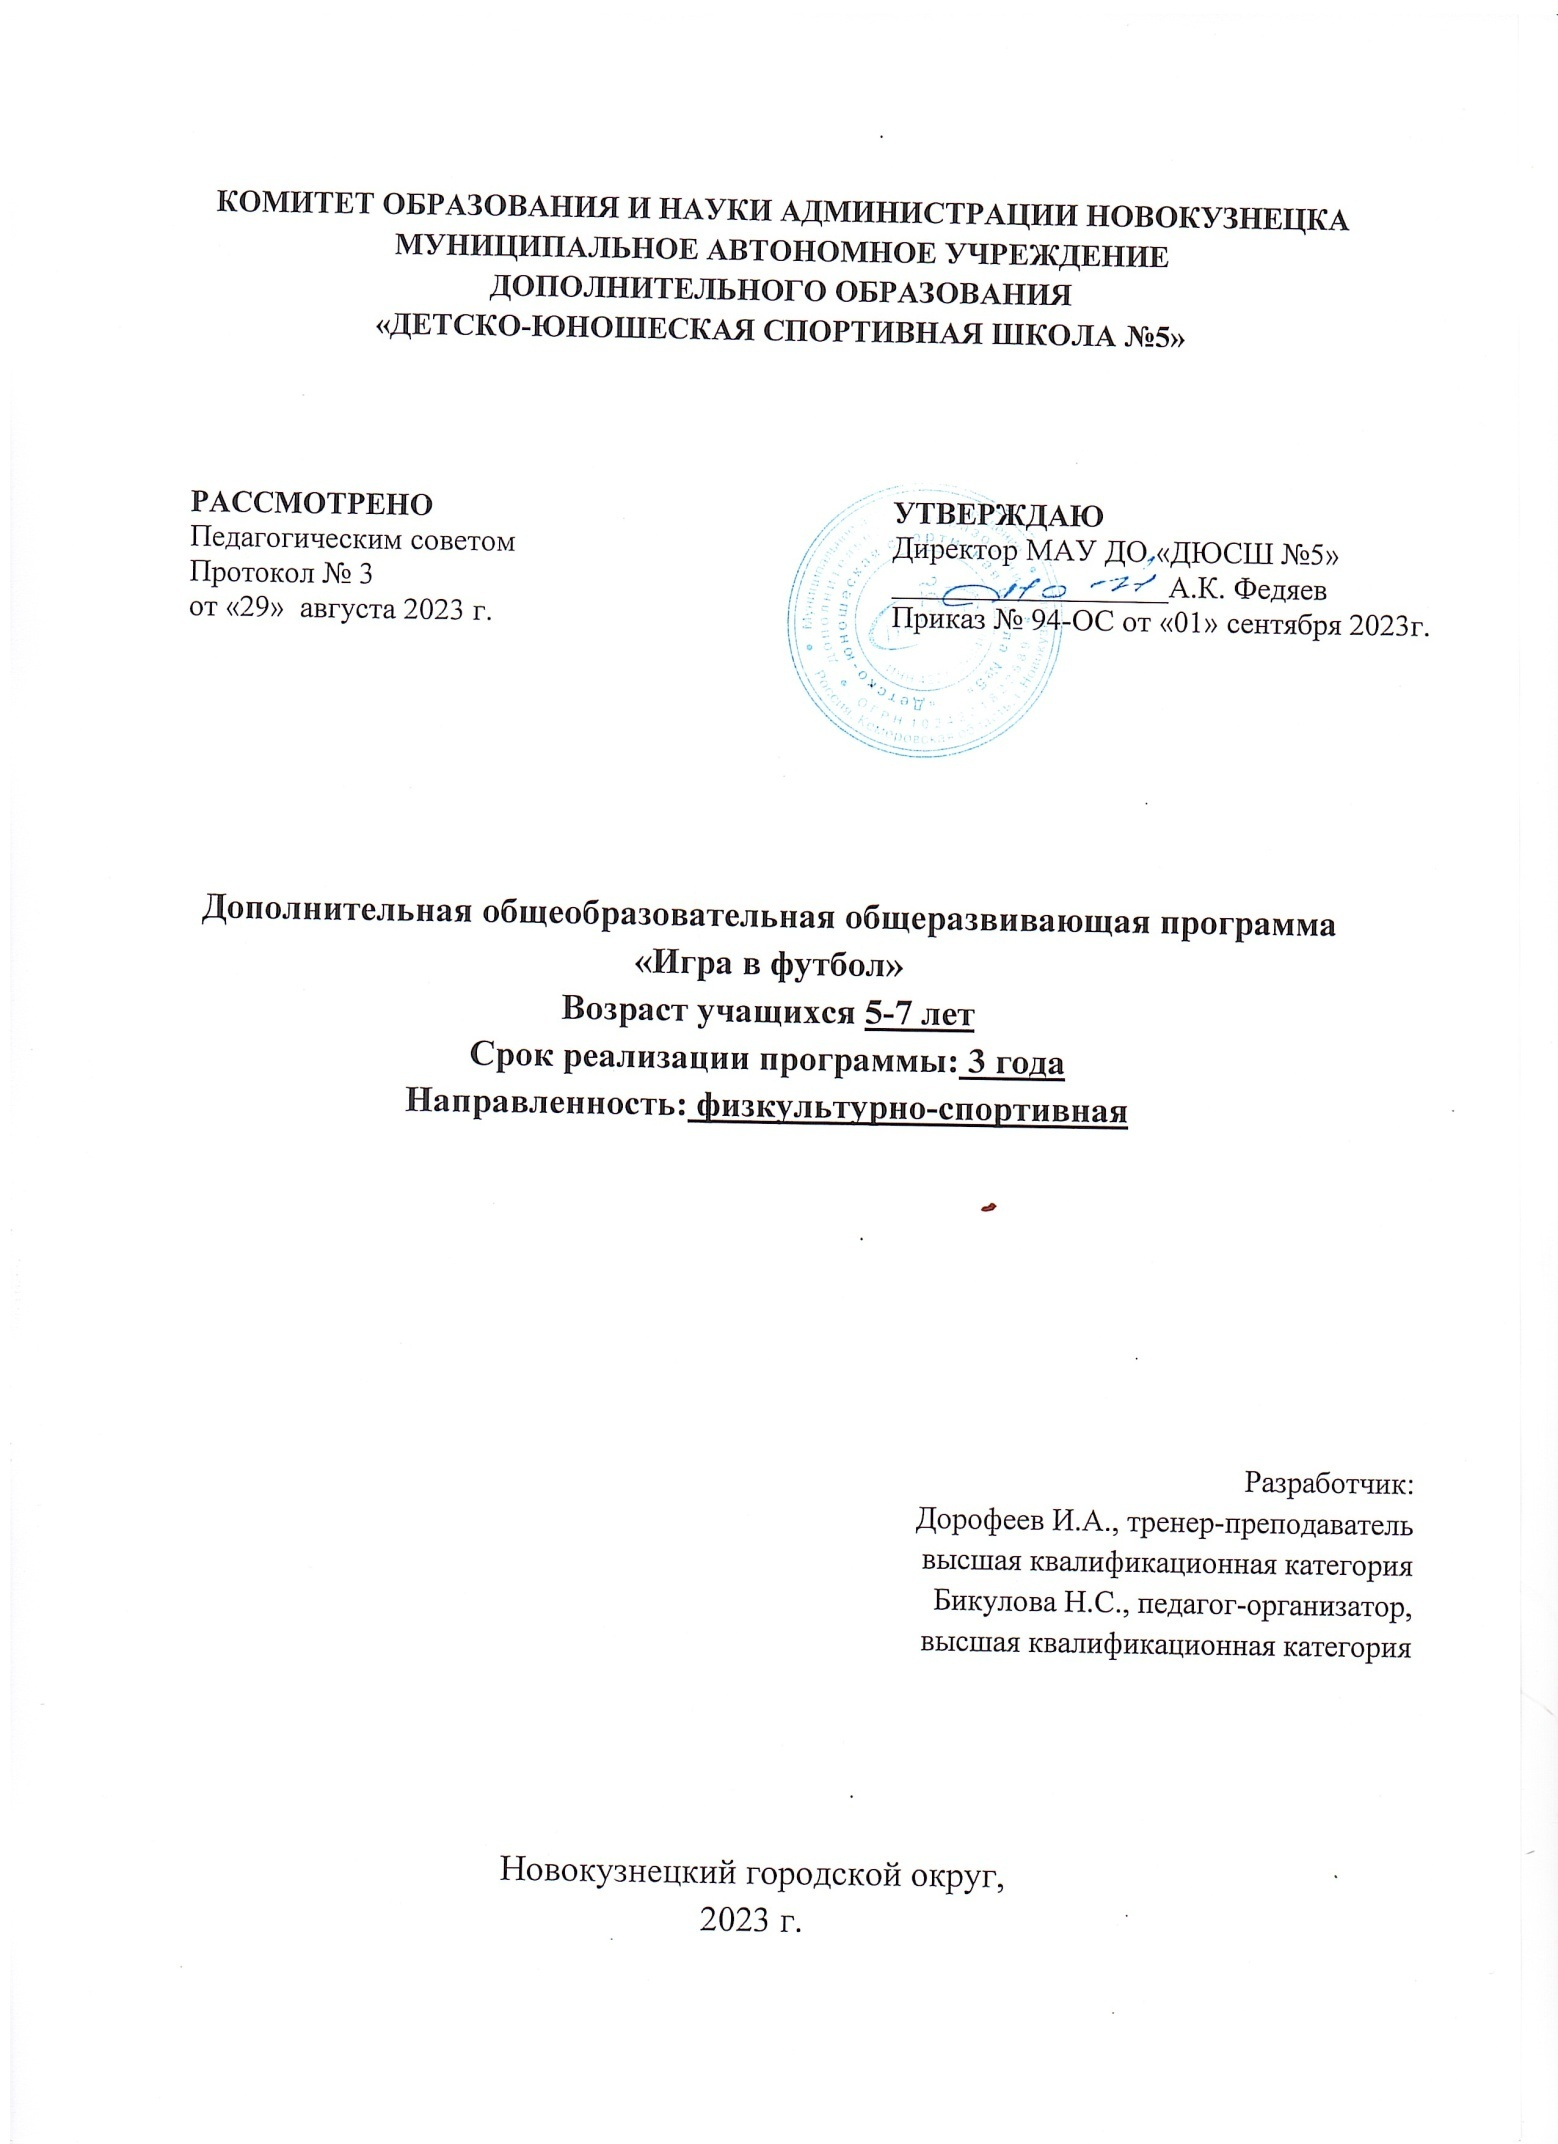 КОМИТЕТ ОБРАЗОВАНИЯ И НАУКИ АДМИНИСТРАЦИИ НОВОКУЗНЕЦКА
МУНИЦИПАЛЬНОЕ АВТОНОМНОЕ УЧРЕЖДЕНИЕ
ДОПОЛНИТЕЛЬНОГО ОБРАЗОВАНИЯ
«ДЕТСКО-ЮНОШЕСКАЯ СПОРТИВНАЯ ШКОЛА №5»
РАССМОТРЕНО
Педагогическим советом
Протокол № 3
от «29»  августа 2023 г.
УТВЕРЖДАЮ
Директор МАУ ДО «ДЮСШ №5»
А.К. Федяев
Приказ № 94-ОС от «01» сентября 2023г.
Дополнительная общеобразовательная общеразвивающая программа
«Игра в футбол»
Возраст учащихся 5-7 лет
Срок реализации программы: 3 года
Направленность: физкультурно-спортивная
Разработчик:
Дорофеев И.А., тренер-преподаватель
высшая квалификационная категория
Бикулова Н.С., педагог-организатор,
высшая квалификационная категория
Новокузнецкий городской округ,
2023 г.